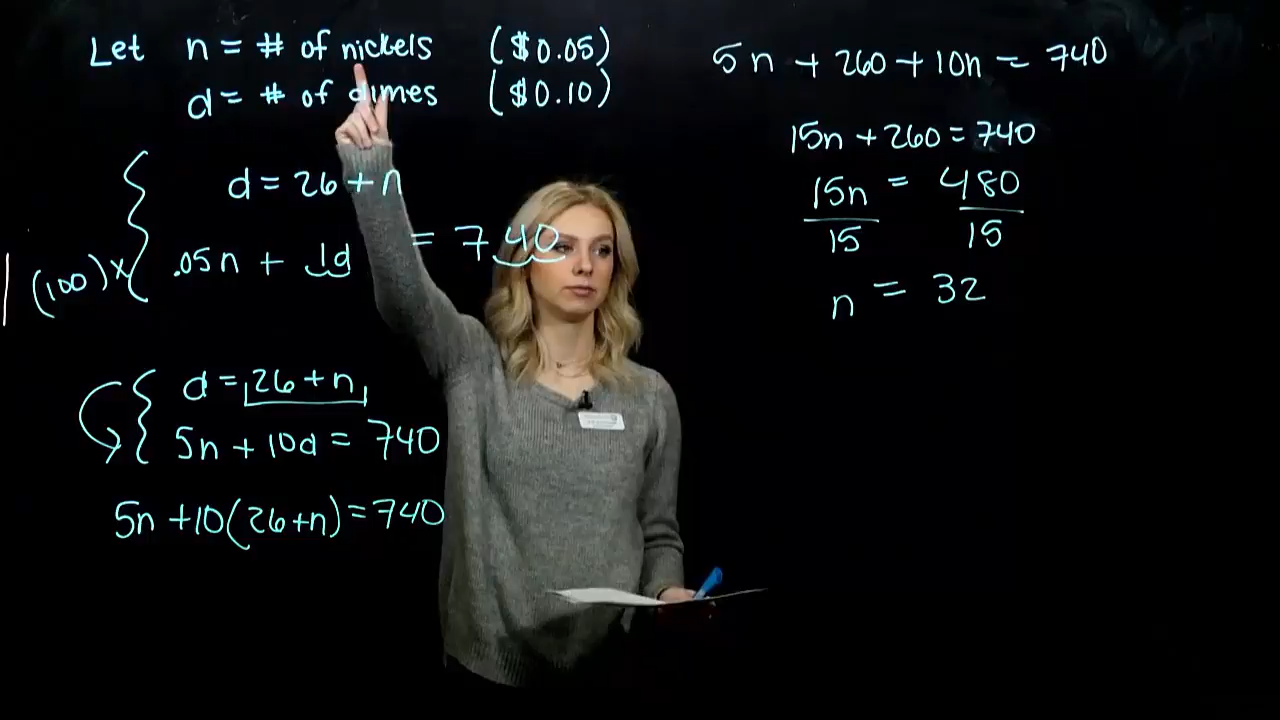 Let n = # of nickels ($0.05)
d = # of dimes ($0.10)
d = 26 + n
(100)x .05n + .1d = 7.40
d = 26 + n
5n + 10d = 740
5n + 10(26+n) = 740
5n + 260 + 10n = 740
15n + 260 = 740
15n = 480
15 15
n = 32